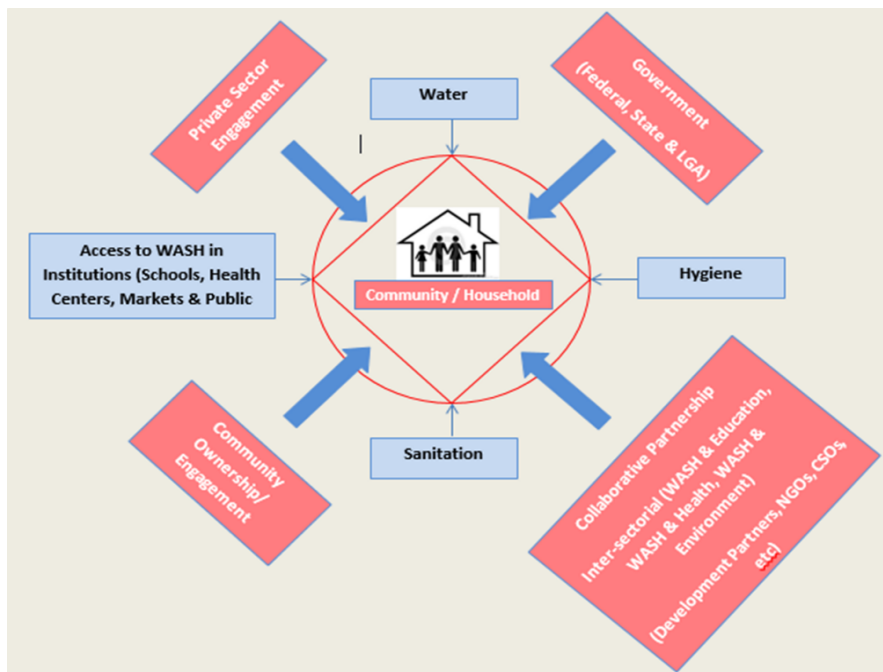 Private Sector
Engagement
Water
Government
(Federal, State & LGA)
Access to WASH in
Institutions (Schools, Health
Centers, Markets & Public
Community / Household
Hygiene
Community
Ownership/
Engagement
Sanitation
Collaborative Partnership
Inter-sectorial (WASH & Education,
WASH & Health, WASH &
Environment)
(Development Partners, NGOs, CSOs,
etc)